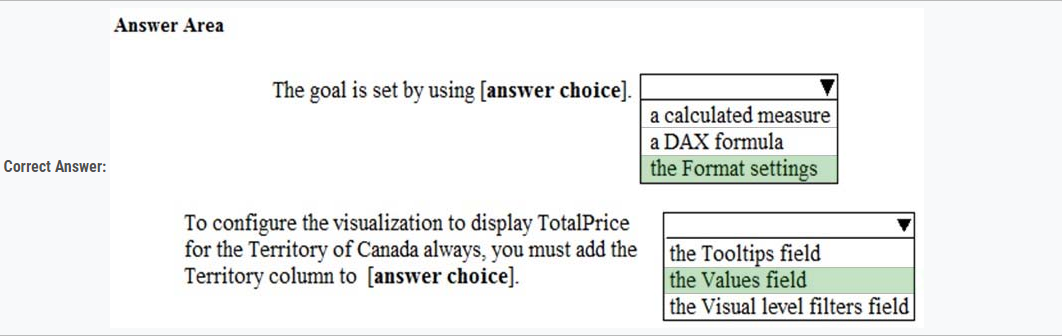 Answer Area
The goal is set by using [answer choice].
a calculated measure
a DAX formula
the Format settings
Correct Answer:
To configure the visualization to display TotalPrice
for the Territory of Canada always, you must add the
Territory column to [answer choice].
the Tooltips field
the Values field
the Visual level filters field